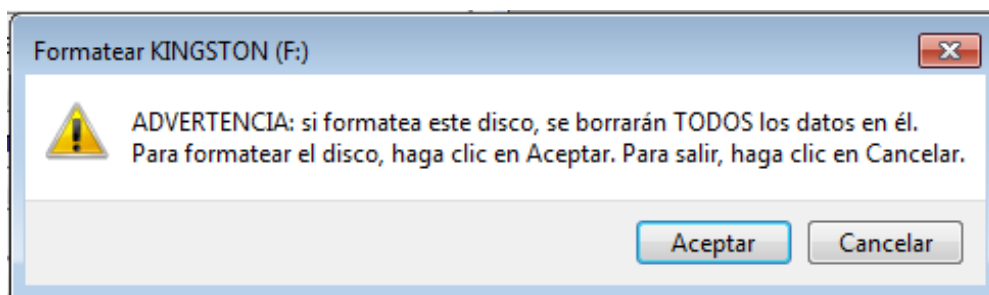 Formatear KINGSTON (F:)
ADVERTENCIA: si formatea este disco, se borrarán TODOS los datos en él.
Para formatear el disco, haga clic en Aceptar. Para salir, haga clic en Cancelar.
Aceptar Cancelar